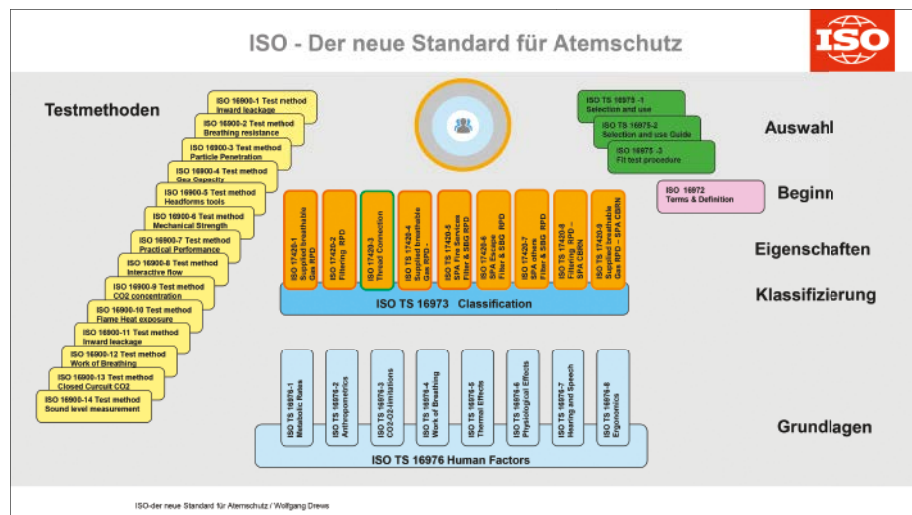 ISO - Der neue Standard für Atemschutz
ISO
Testmethoden
ISO 16900-1 Test method
Inward leackage
ISO 16900-2 Test method
Breathing resistance
ISO 16900-3 Test method
Particle Penetration
ISO 16900-4 Test method
Gea Capacity
ISO 16900-5 Test method
Headforms tools
ISO 16900-6 Test method
Mechanical Strength
ISO 16900-7 Test method
Practical Performance
ISO 16900-8 Test method
Interactive flow
ISO 16900-9 Test method
CO2 concentration
ISO 16900-10 Test method
Flame Heat exposure
ISO 16900-11 Test method
Inward leackage
ISO 16900-12 Test method
Work of Breathing
ISO 16900-13 Test method
Closed Curcuit CO2
ISO 16900-14 Test method
Sound level measurement
ISO TS 16975 -1
Selection and use
ISO TS 16975-2
Selection and use Guide
ISO 16975 -3
Fit test procedure
Auswahl
ISO 16972
Terms & Definition
Beginn
ISO 17420-1
Supplied breathable
Gas RPD
ISO 17420-2
Filtering RPD
ISO 17420-3
Thread Connection
ISO TS 17420-4
Supplied breathable
Gas RPD -
ISO TS 17420-5
SPA Fire Services
Filter & SBG RPD
ISO 17420-6
SPA Escape
Filter & SBG RPD
ISO 17420-7
SPA others
Filter & SBG RPD
ISO TS 17420-8
Filtering RPD –
SPA CBRN
ISO TS 17420-9
Supplied breathable
Gas RPD – SPA CBRN
Eigenschaften
ISO TS 16973 Classification
Klassifizierung
ISO TS 16976-1
Metabolic Rates
ISO TS 16976-2
Anthropometrics
ISO TS 16976-3
CO2-O2-limitations
ISO TS 16976-4
Work of Breathing
ISO TS 16976-5
Thermal Effects
ISO TS 16976-6
Physiological Effects
ISO TS 16976-7
Hearing and Speech
ISO TS 16976-8
Ergonomics
Grundlagen
ISO TS 16976 Human Factors
ISO-der neue Standard für Atemschutz / Wolfgang Drews